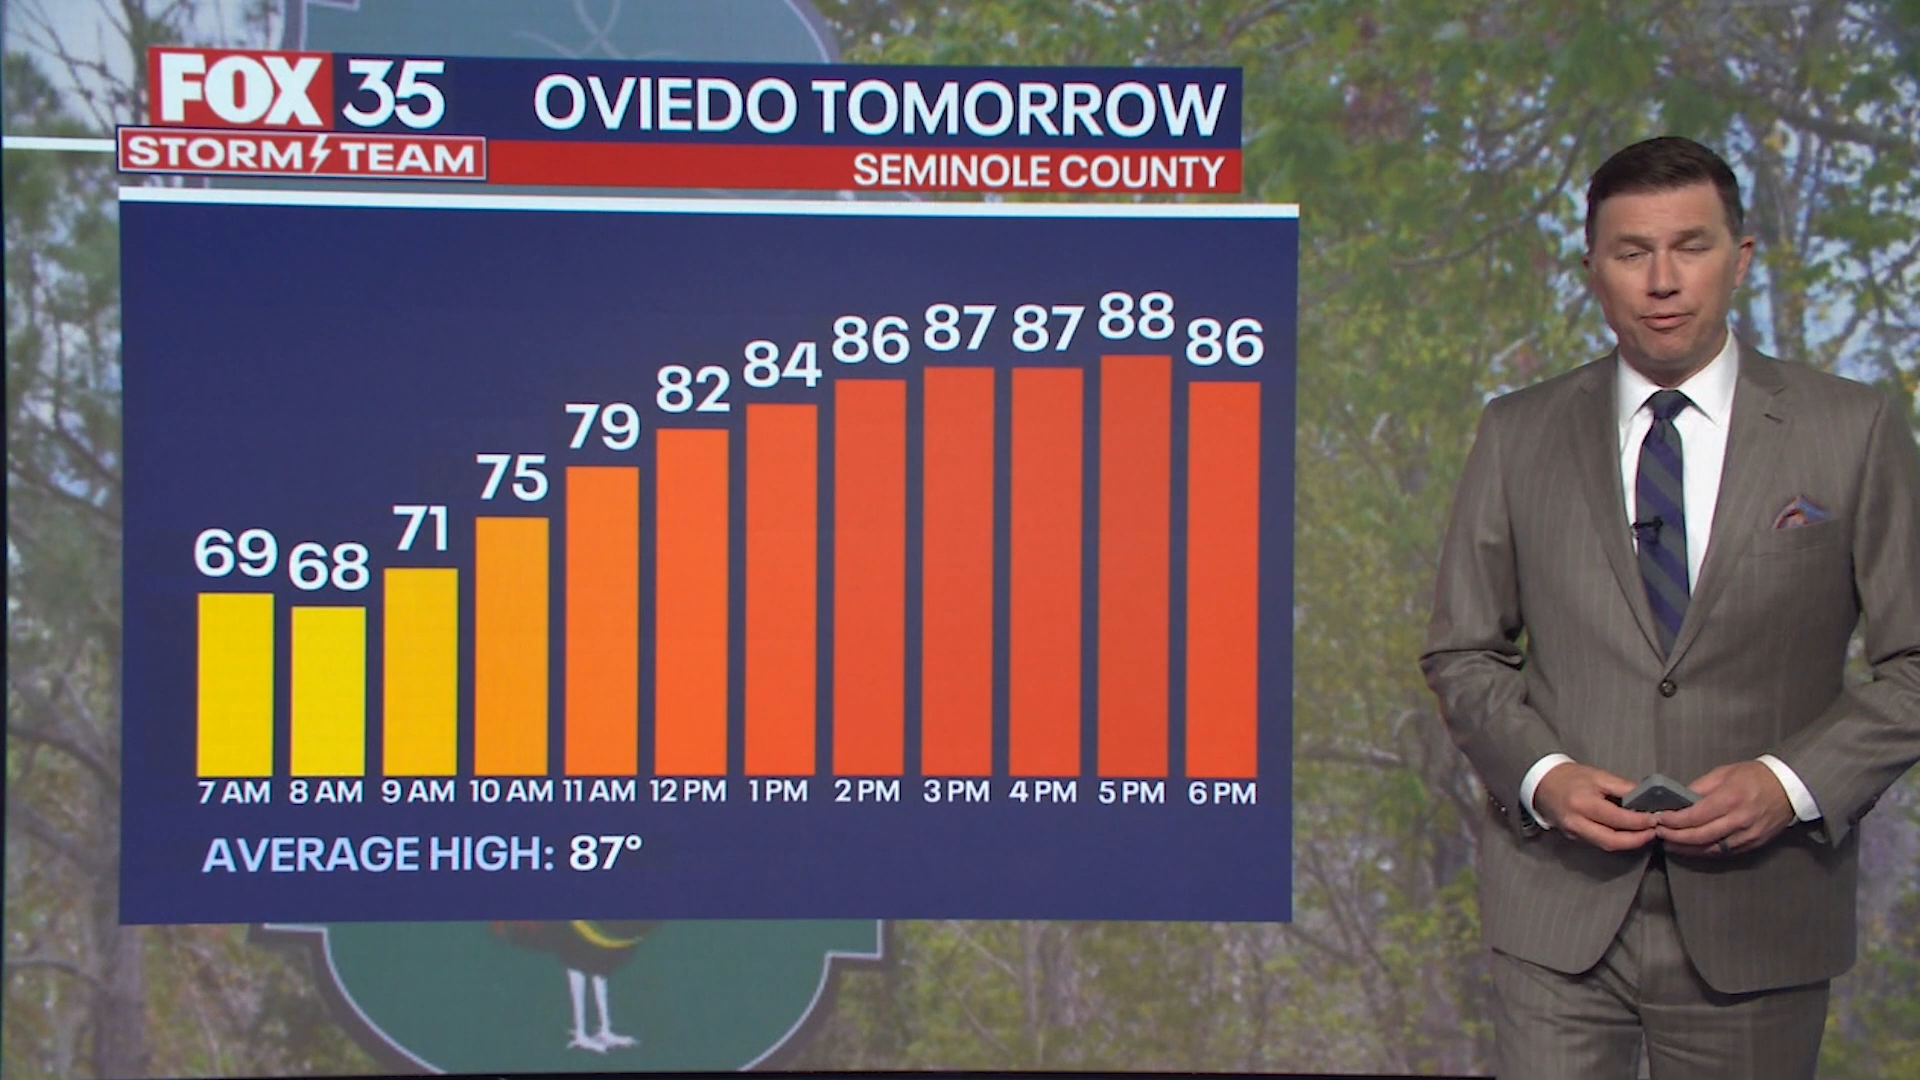 FOX 35
STORM TEAM
OVIEDO TOMORROW
SEMINOLE COUNTY
69 68 71 75 79 82 84 86 87 87 88 86
7 AM 8 AM 9 AM 10 AM 11 AM 12 PM 1 PM 2 PM 3 PM 4 PM 5 PM 6 PM
AVERAGE HIGH: 87°